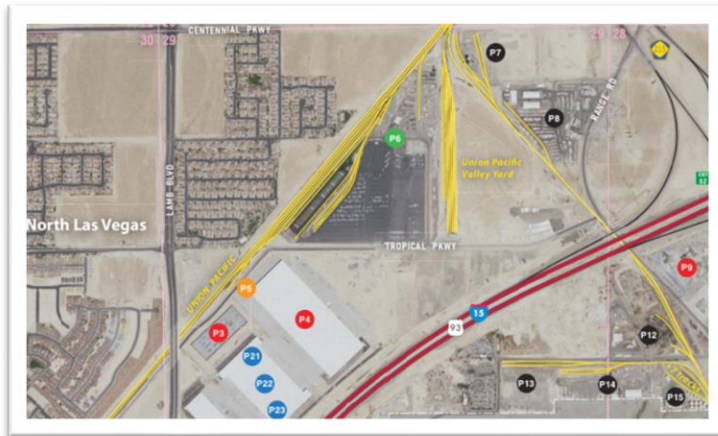 CENTENNIAL PKWY
30 29
29 28
P7
P8
RANGE RD
P6
LAMB BLVD
Union Pacific
Valley Yard
North Las Vegas
TROPICAL PKWY
UNION PACIFIC
P5
P9
P3
P4
15
93
P21
P12
P22
P13
P14
P23
P15